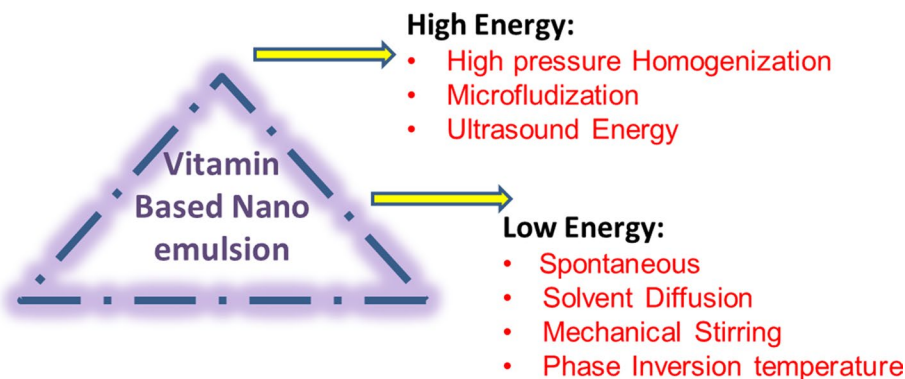 Vitamin
Based Nano
emulsion
High Energy:
• High pressure Homogenization
• Microfludization
• Ultrasound Energy
Low Energy:
• Spontaneous
• Solvent Diffusion
• Mechanical Stirring
• Phase Inversion temperature